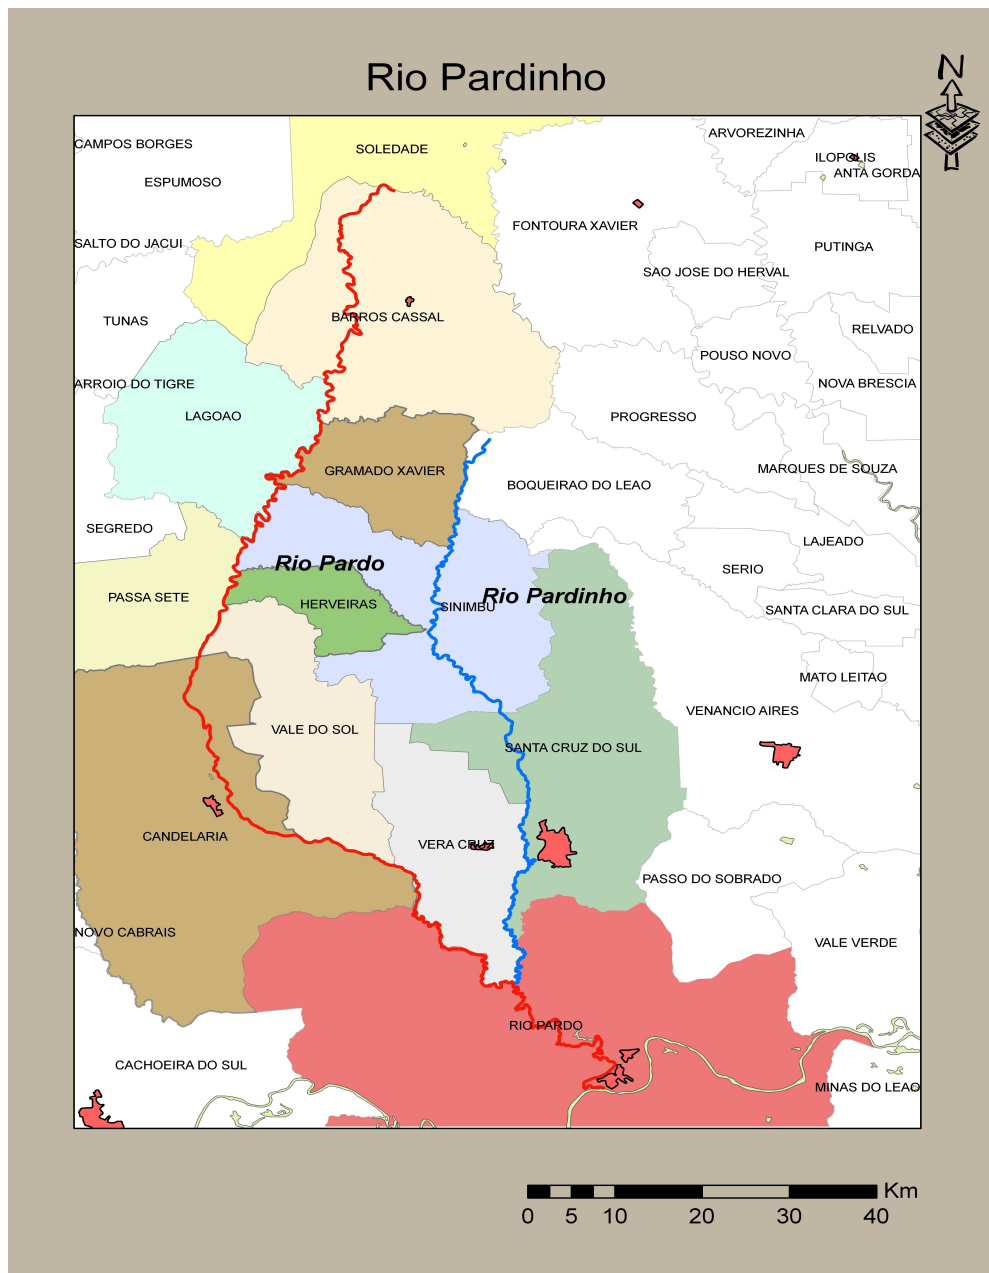 Rio Pardinho
N
ARVOREZINHA
CAMPOS BORGES
SOLEDADE
ILOPOLIS
ANTA GORDA
ESPUMOSO
FONTOURA XAVIER
SALTO DO JACUI
PUTINGA
SAO JOSE DO HERVAL
BARROS CASSAL
TUNAS
RELVADO
POUSO NOVO
ARROIO DO TIGRE
NOVA BRESCIA
LAGOAO
PROGRESSO
GRAMADO XAVIER
MARQUES DE SOUZA
BOQUEIRAO DO LEAO
SEGREDO
LAJEADO
Rio Pardo
SERIO
PASSA SETE
HERVEIRAS
SINIMBU
Rio Pardinho
SANTA CLARA DO SUL
MATO LEITAO
VENANCIO AIRES
VALE DO SOL
SANTA CRUZ DO SUL
CANDELARIA
VERA CRUZ
PASSO DO SOBRADO
NOVO CABRAIS
VALE VERDE
RIO PARDO
CACHOEIRA DO SUL
MINAS DO LEAO
Km
0 5 10 20 30 40